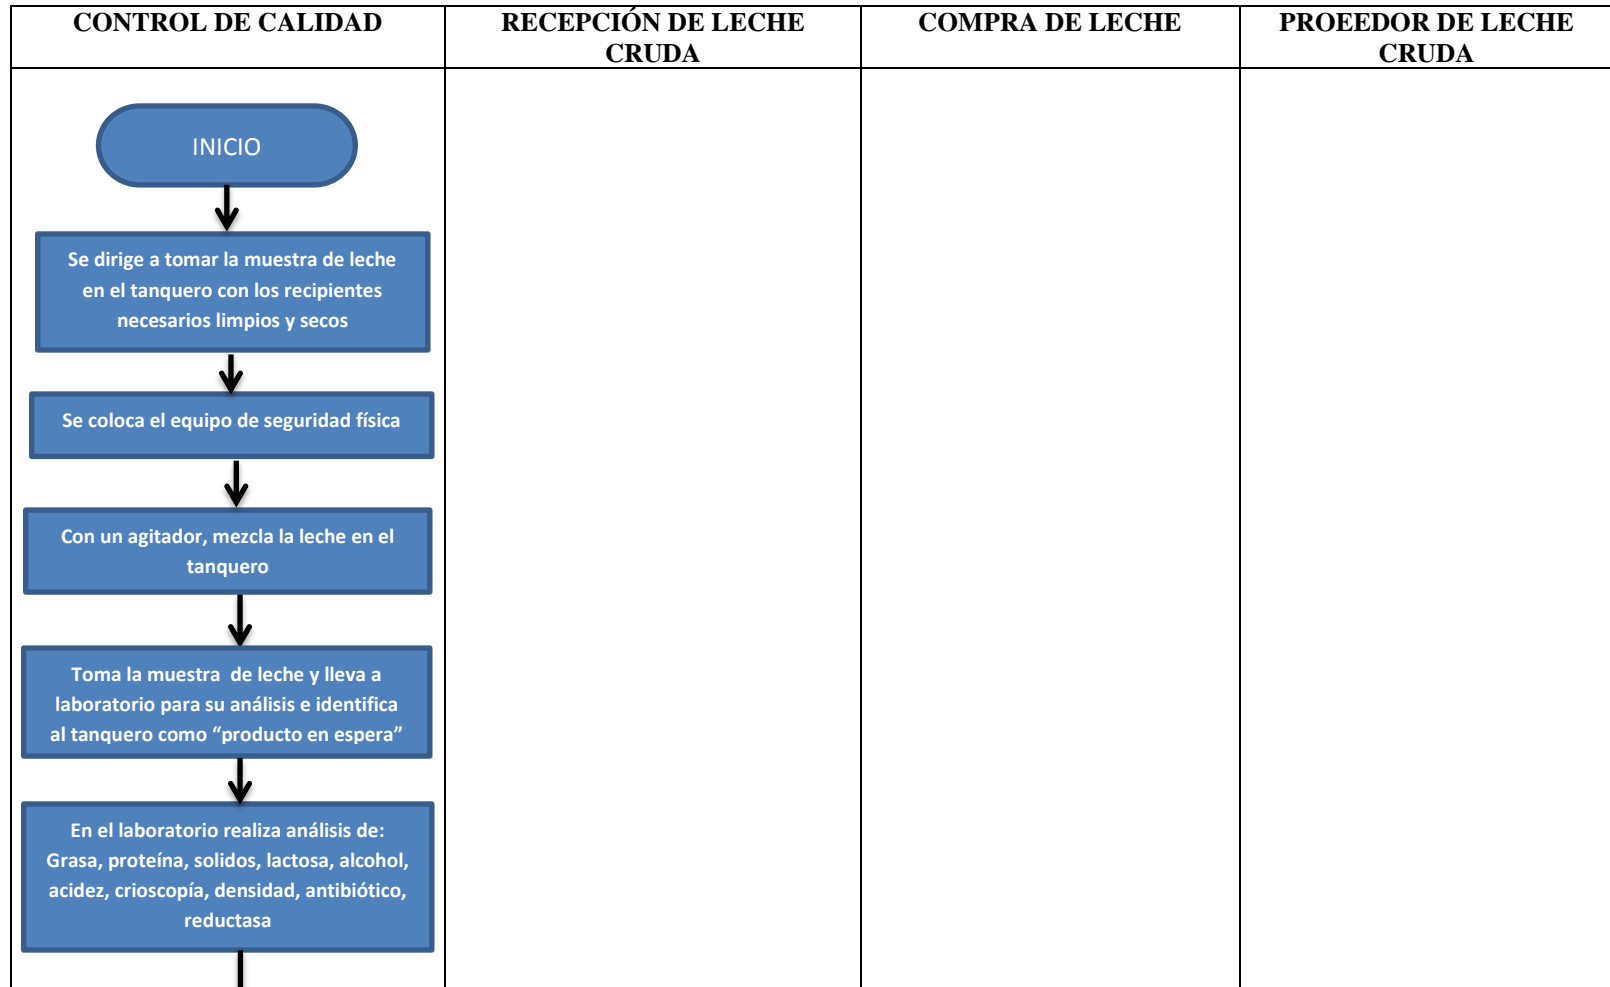 CONTROL DE CALIDAD
RECEPCIÓN DE LECHE
CRUDA
COMPRA DE LECHE
PROEEDOR DE LECHE
CRUDA
INICIO
Se dirige a tomar la muestra de leche
en el tanquero con los recipientes
necesarios limpios y secos
Se coloca el equipo de seguridad física
Con un agitador, mezcla la leche en el
tanquero
Toma la muestra de leche y lleva a
laboratorio para su análisis e identifica
al tanquero como “producto en espera”
En el laboratorio realiza análisis de:
Grasa, proteína, solidos, lactosa, alcohol,
acidez, crioscopía, densidad, antibiótico,
reductasa